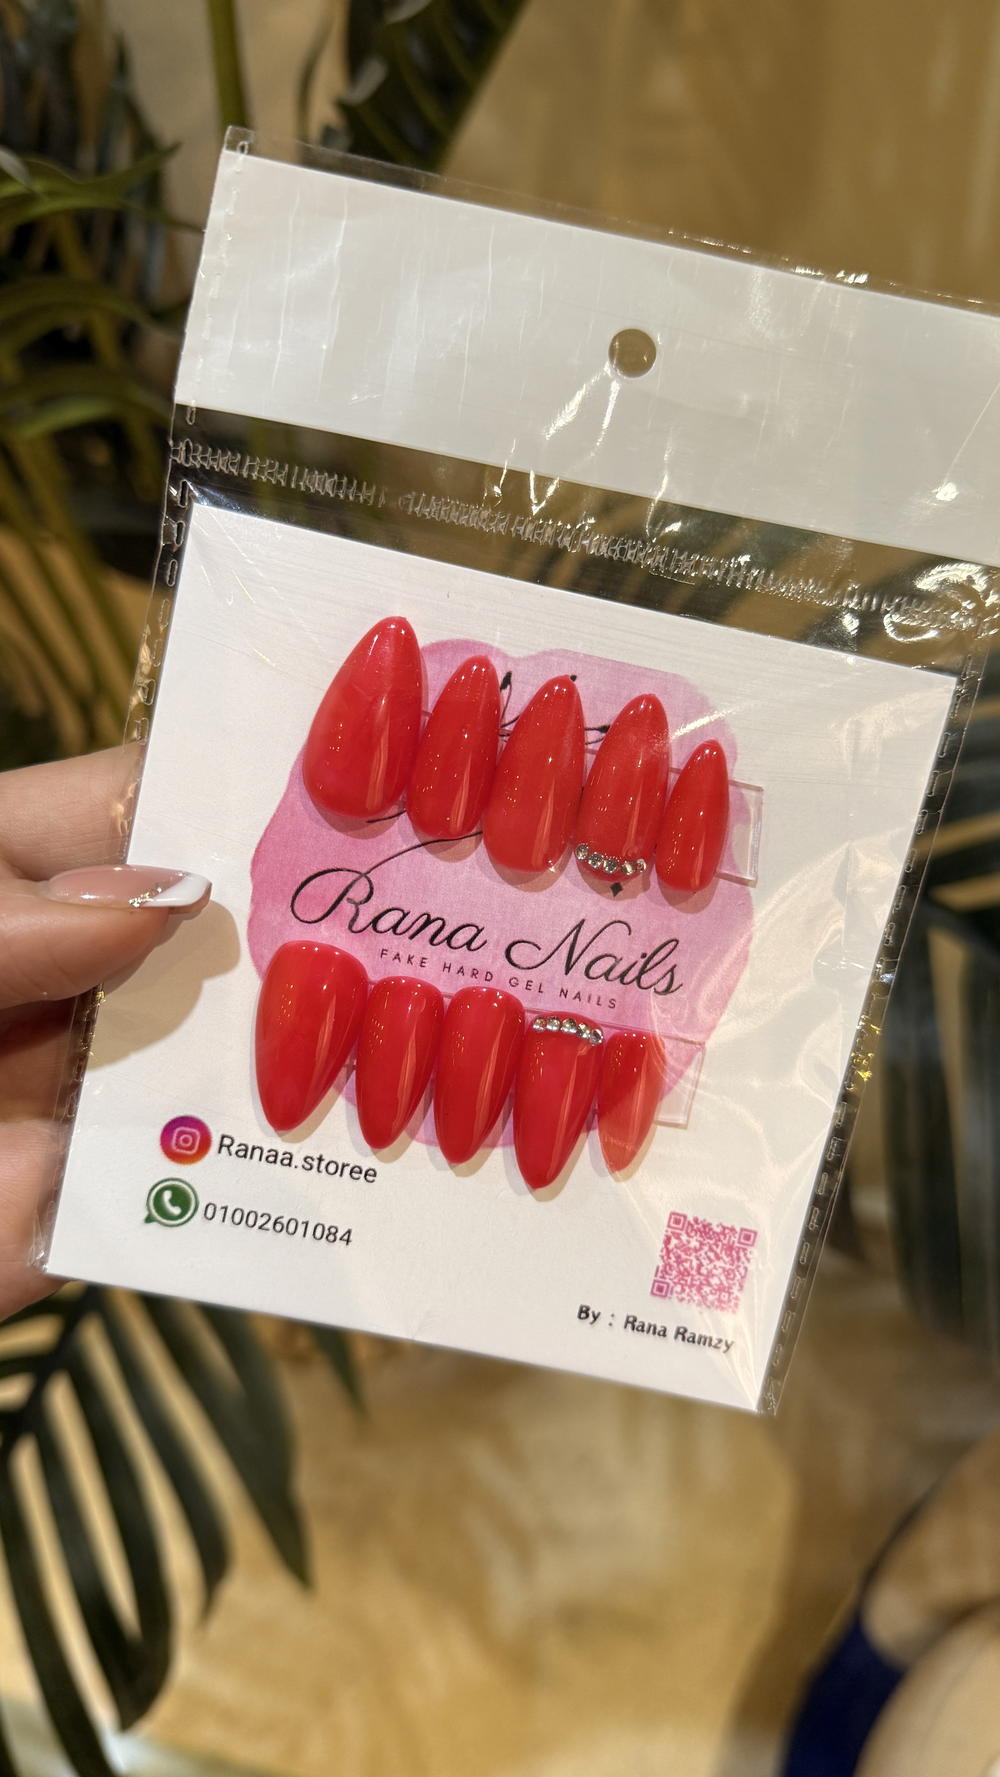 Rana Nails
FAKE HARD GEL NAILS
Ranaa.storee
01002601084
By : Rana Ramzy